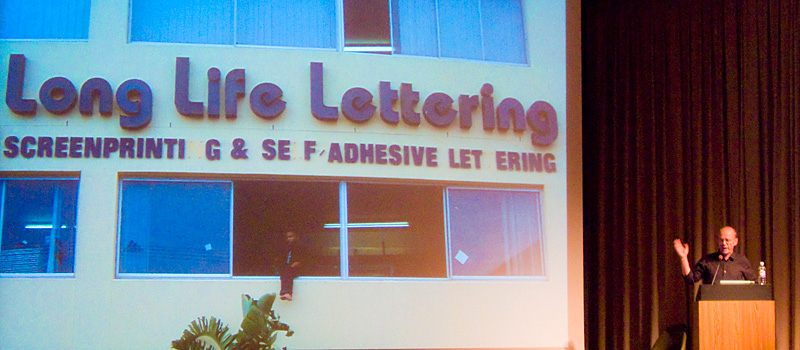 Long Life Lettering
SCREENPRINTI G & SE F-ADHESIVE LET ERING